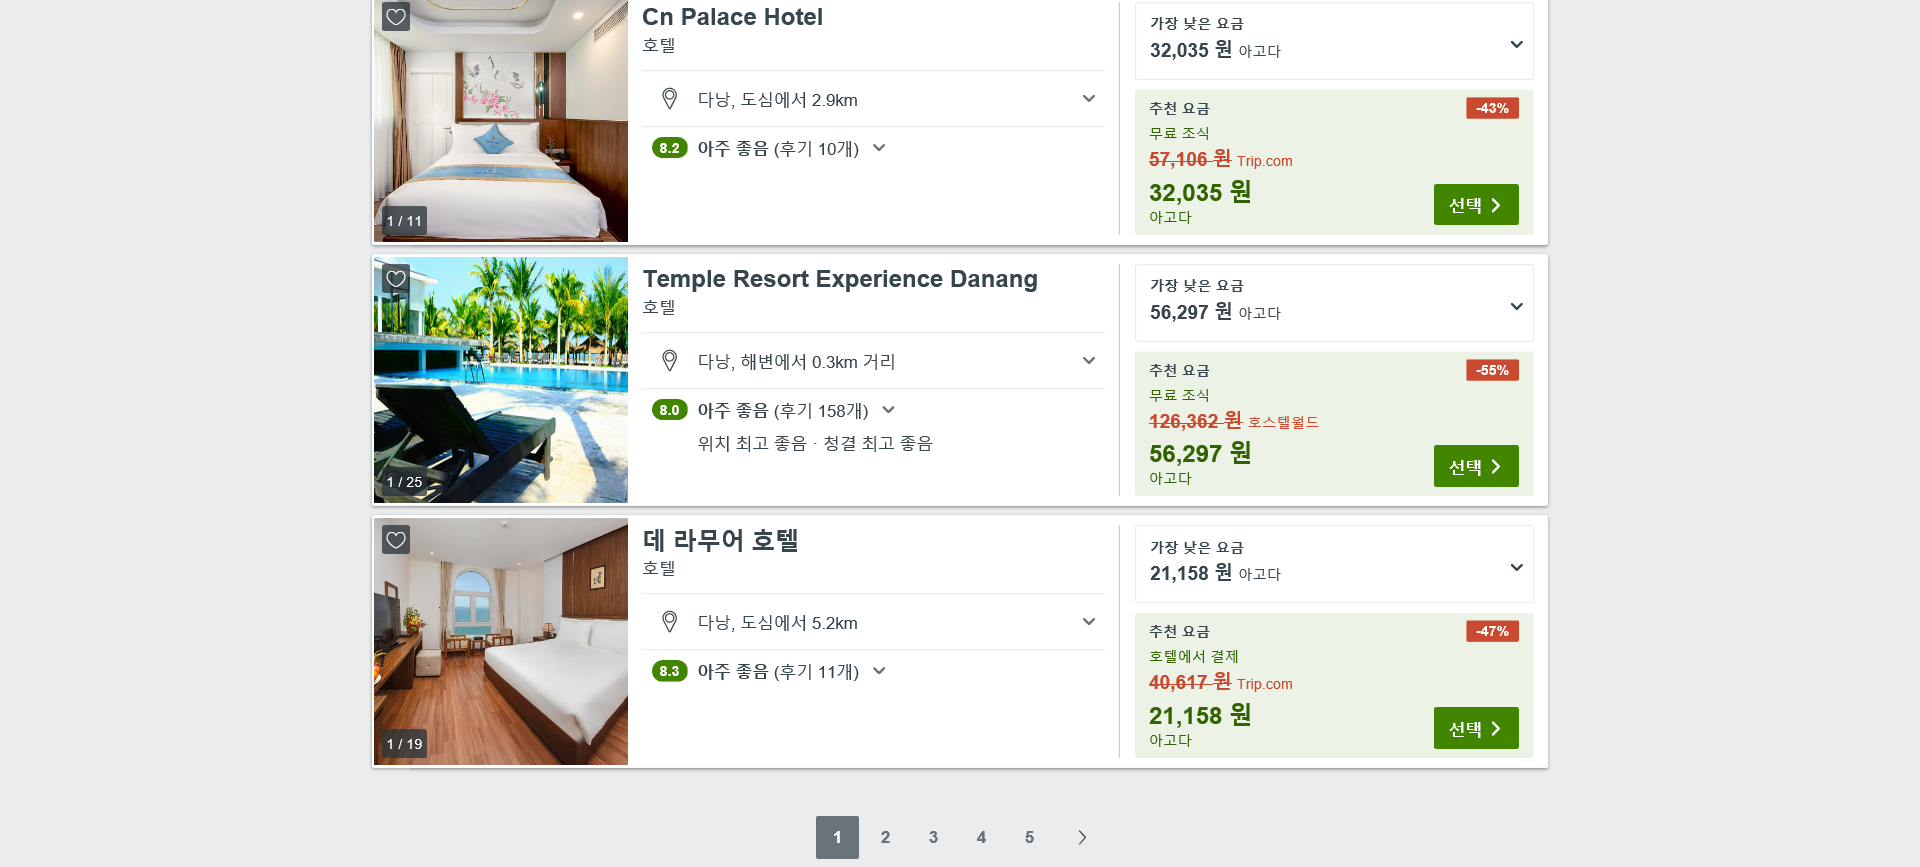 Cn Palace Hotel
호텔
다낭, 도심에서 2.9km
8.2 아주 좋음 (후기 10개)
1 / 11
가장 낮은 요금
32,035 원 아고다
추천 요금
-43%
무료 조식
57,106 원 Trip.com
32,035 원
아고다
선택
Temple Resort Experience Danang
호텔
다낭, 해변에서 0.3km 거리
8.0 아주 좋음 (후기 158개)
위치 최고 좋음 · 청결 최고 좋음
1 / 25
가장 낮은 요금
56,297 원 아고다
추천 요금
-55%
무료 조식
126,362 원 호스텔월드
56,297 원
아고다
선택
데 라무어 호텔
호텔
다낭, 도심에서 5.2km
8.3 아주 좋음 (후기 11개)
1 / 19
가장 낮은 요금
21,158 원 아고다
추천 요금
-47%
호텔에서 결제
40,617 원 Trip.com
21,158 원
아고다
선택
1 2 3 4 5